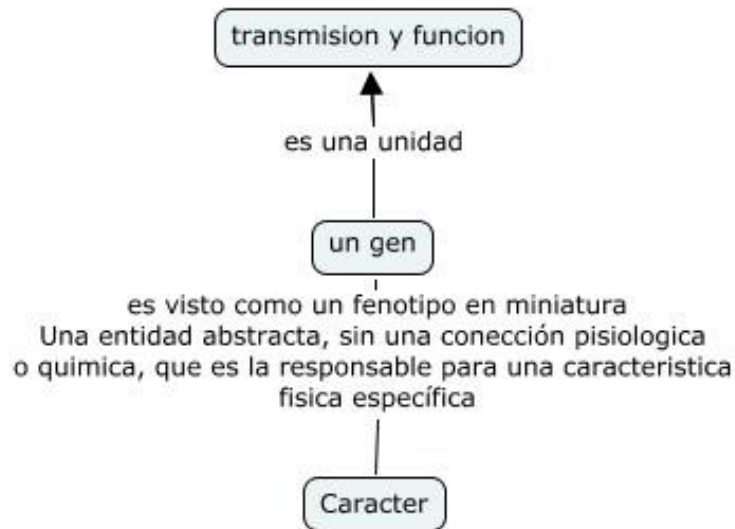 transmision y funcion
es una unidad
un gen
es visto como un fenotipo en miniatura
Una entidad abstracta, sin una conección pisiologica
o quimica, que es la responsable para una caracteristica
fisica específica
Caracter